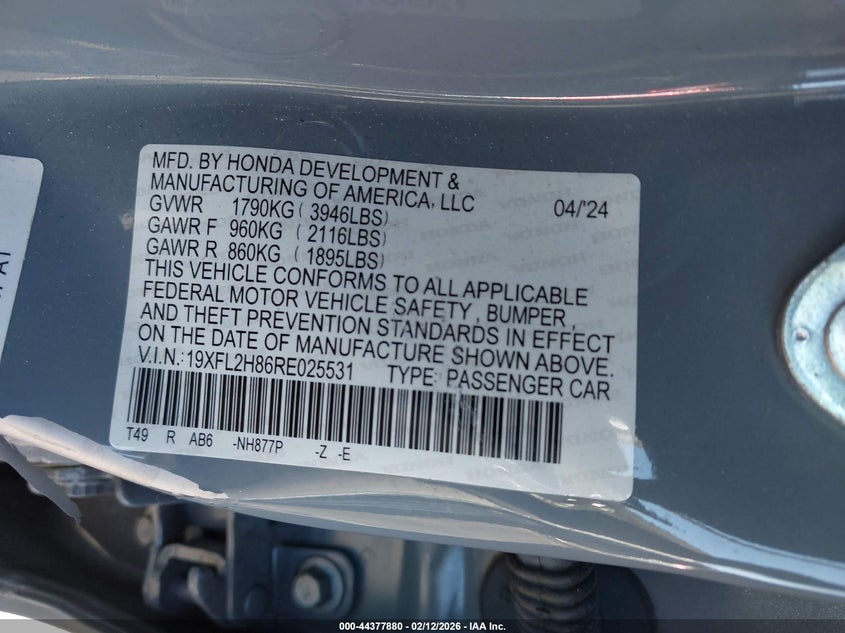 MFD. BY HONDA DEVELOPMENT &
MANUFACTURING OF AMERICA, LLC
GVWR 1790KG ( 3946LBS) 04/'24
GAWR F 960KG ( 2116LBS)
GAWR R 860KG ( 1895LBS)
THIS VEHICLE CONFORMS TO ALL APPLICABLE
FEDERAL MOTOR VEHICLE SAFETY , BUMPER ,
AND THEFT PREVENTION STANDARDS IN EFFECT
ON THE DATE OF MANUFACTURE SHOWN ABOVE.
V.I.N.:19XFL2H86RE025531 TYPE: PASSENGER CAR
T49 R AB6 -NH877P -Z -E
000-44377880 - 02/12/2026 - IAA Inc.